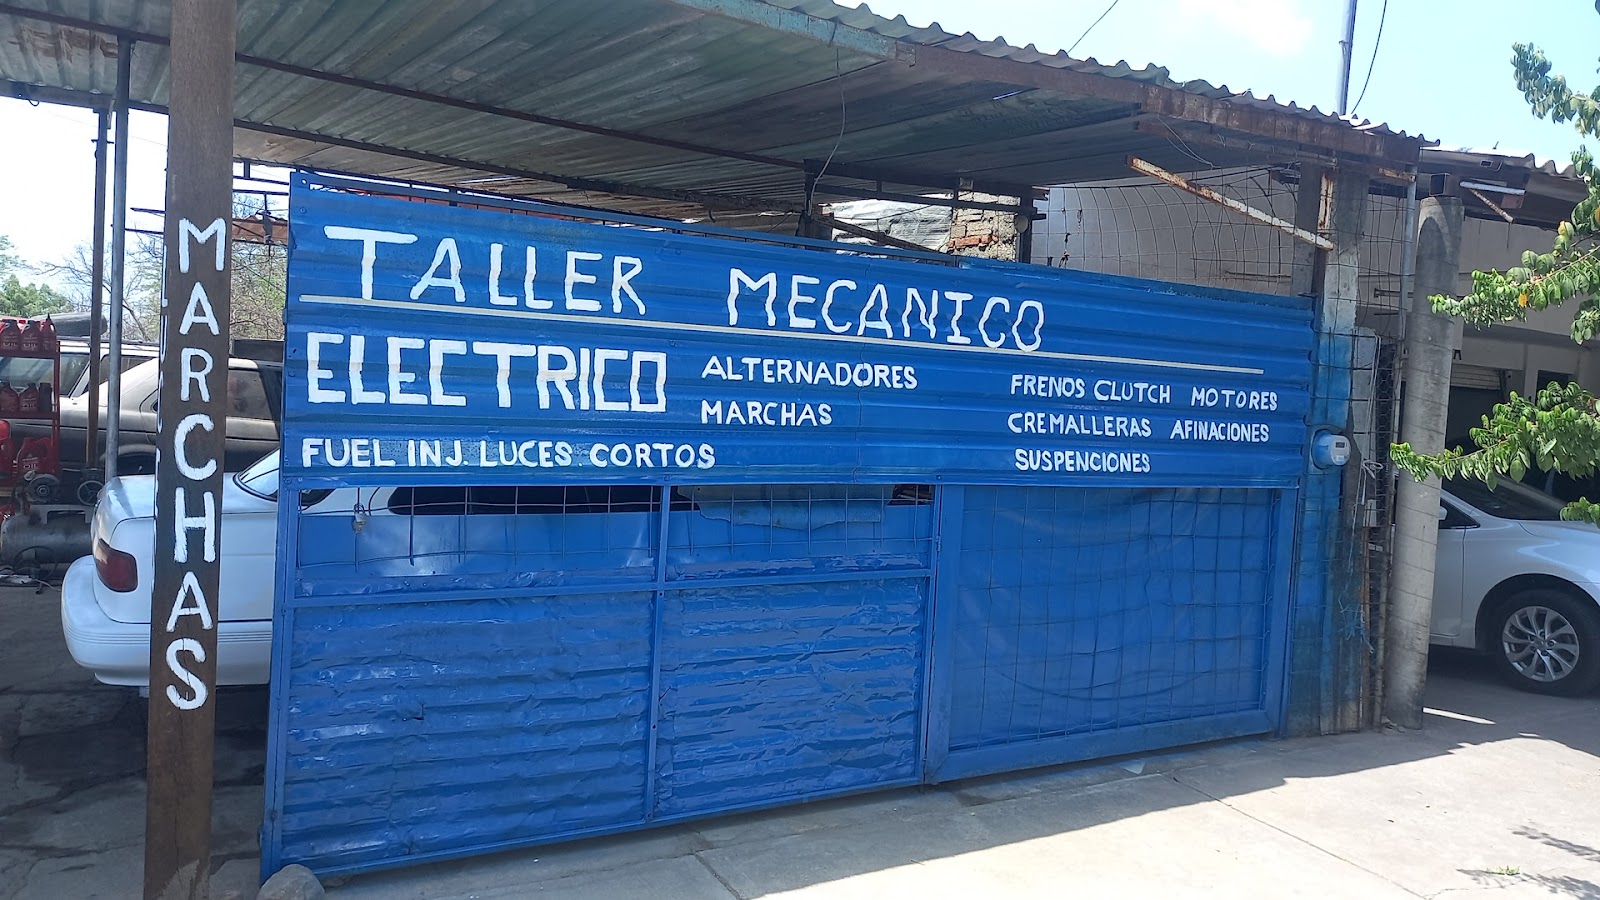 MARCHAS
TALLER MECANICO
ELECTRICO
ALTERNADORES
MARCHAS
FUEL INJ. LUCES. CORTOS
FRENOS CLUTCH MOTORES
CREMALLERAS AFINACIONES
SUSPENCIONES